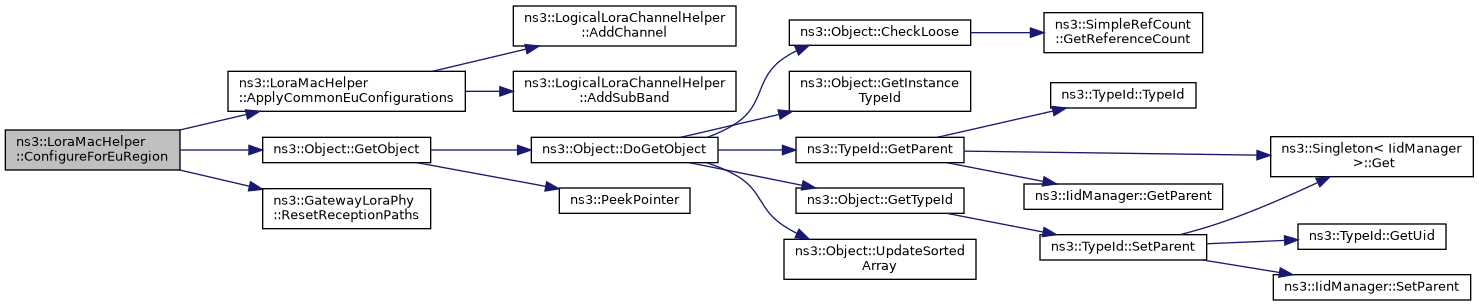 ns3::LoraMacHelper
::ConfigureForEuRegion
ns3::LoraMacHelper
::ApplyCommonEuConfigurations
ns3::LogicalLoraChannelHelper
::AddChannel
ns3::LogicalLoraChannelHelper
::AddSubBand
ns3::Object::GetObject
ns3::GatewayLoraPhy
::ResetReceptionPaths
ns3::Object::DoGetObject
ns3::PeekPointer
ns3::Object::CheckLoose
ns3::SimpleRefCount
::GetReferenceCount
ns3::Object::GetInstance
TypeId
ns3::TypeId::GetParent
ns3::Object::GetTypeId
ns3::Object::UpdateSorted
Array
ns3::TypeId::TypeId
ns3::Singleton< IidManager
>::Get
ns3::IidManager::GetParent
ns3::TypeId::SetParent
ns3::TypeId::GetUid
ns3::IidManager::SetParent